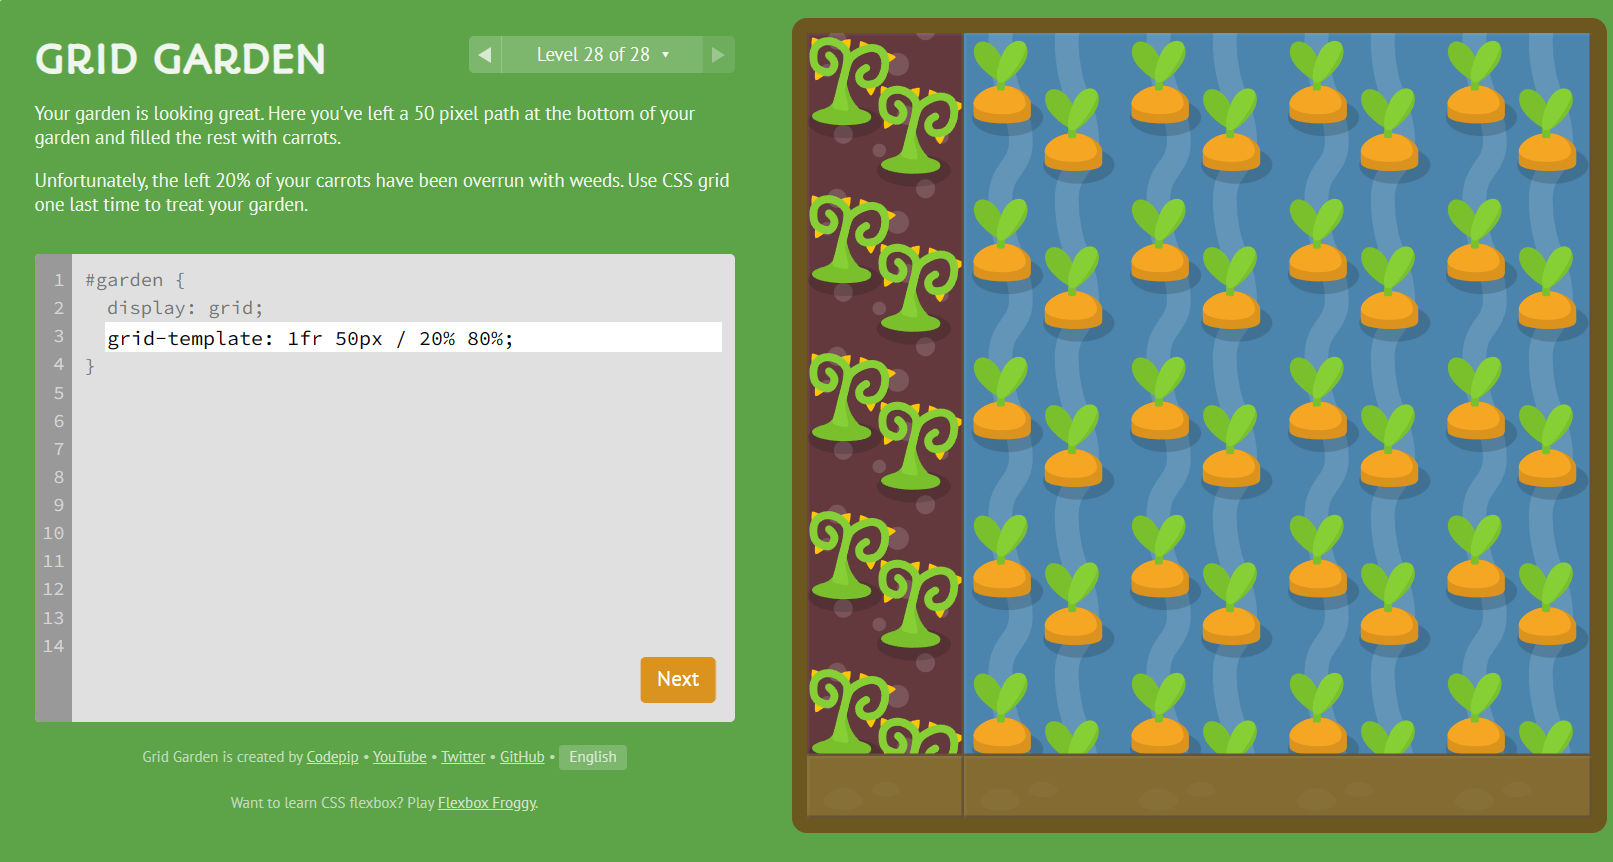 GRID GARDEN
◀ Level 28 of 28 ▼ ▶
Your garden is looking great. Here you've left a 50 pixel path at the bottom of your
garden and filled the rest with carrots.
Unfortunately, the left 20% of your carrots have been overrun with weeds. Use CSS grid
one last time to treat your garden.
1 #garden {
2 display: grid;
3 grid-template: 1fr 50px / 20% 80%;
4 }
5
6
7
8
9
10
11
12
13
14
Next
Grid Garden is created by Codepip • YouTube • Twitter • GitHub • English
Want to learn CSS flexbox? Play Flexbox Froggy.